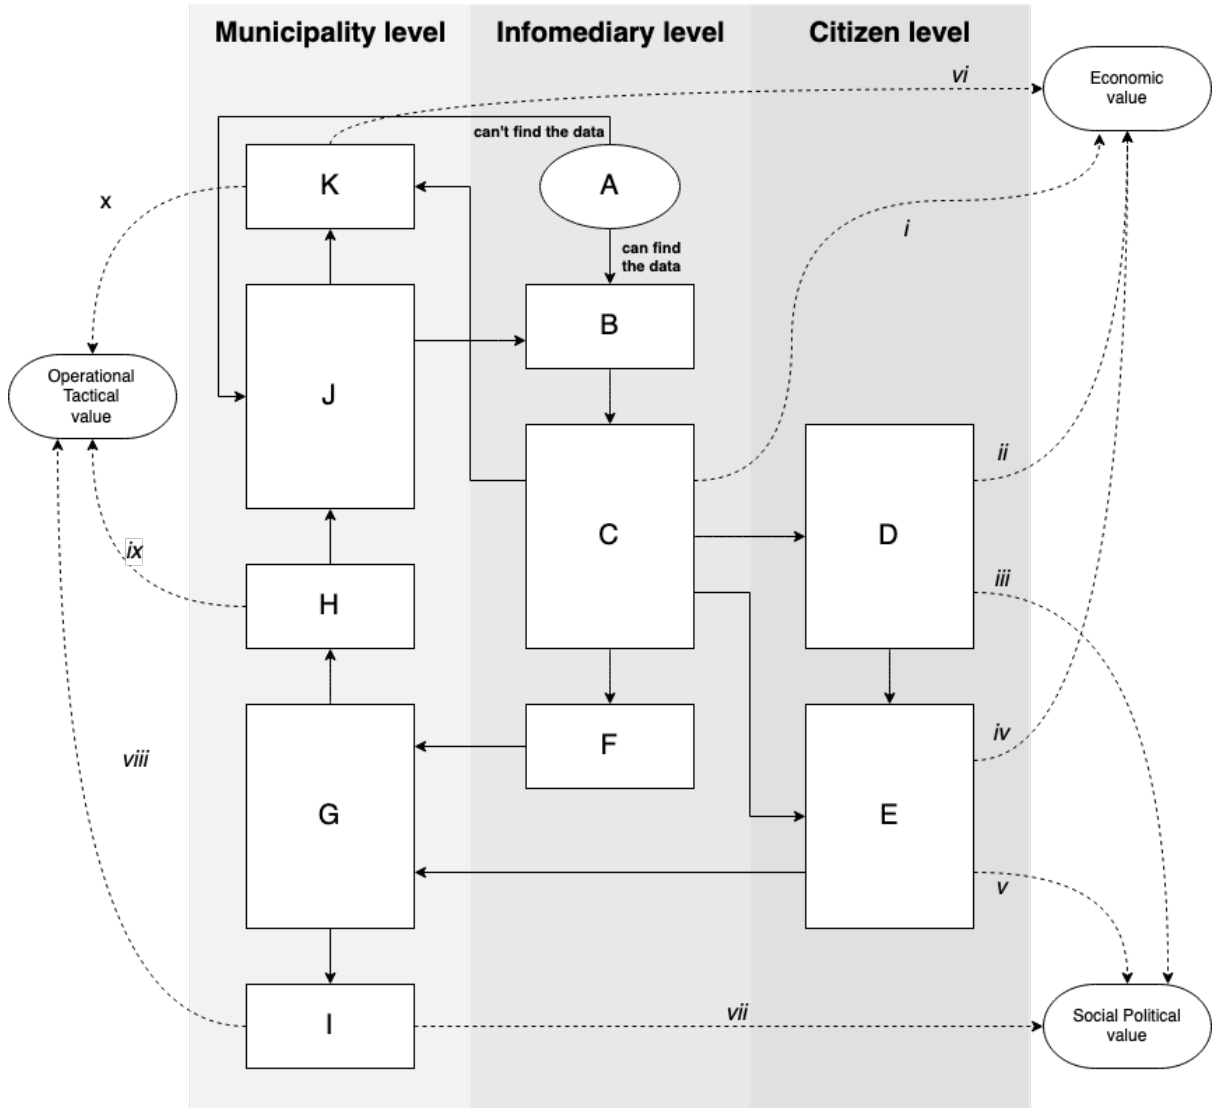 Municipality level
Infomediary level
Citizen level
vi
Economic
value
can't find the data
K
A
x
i
can find
the data
B
Operational
Tactical
value
J
ii
C
D
ix
iii
H
iv
F
viii
G
E
v
vii
I
Social Political
value